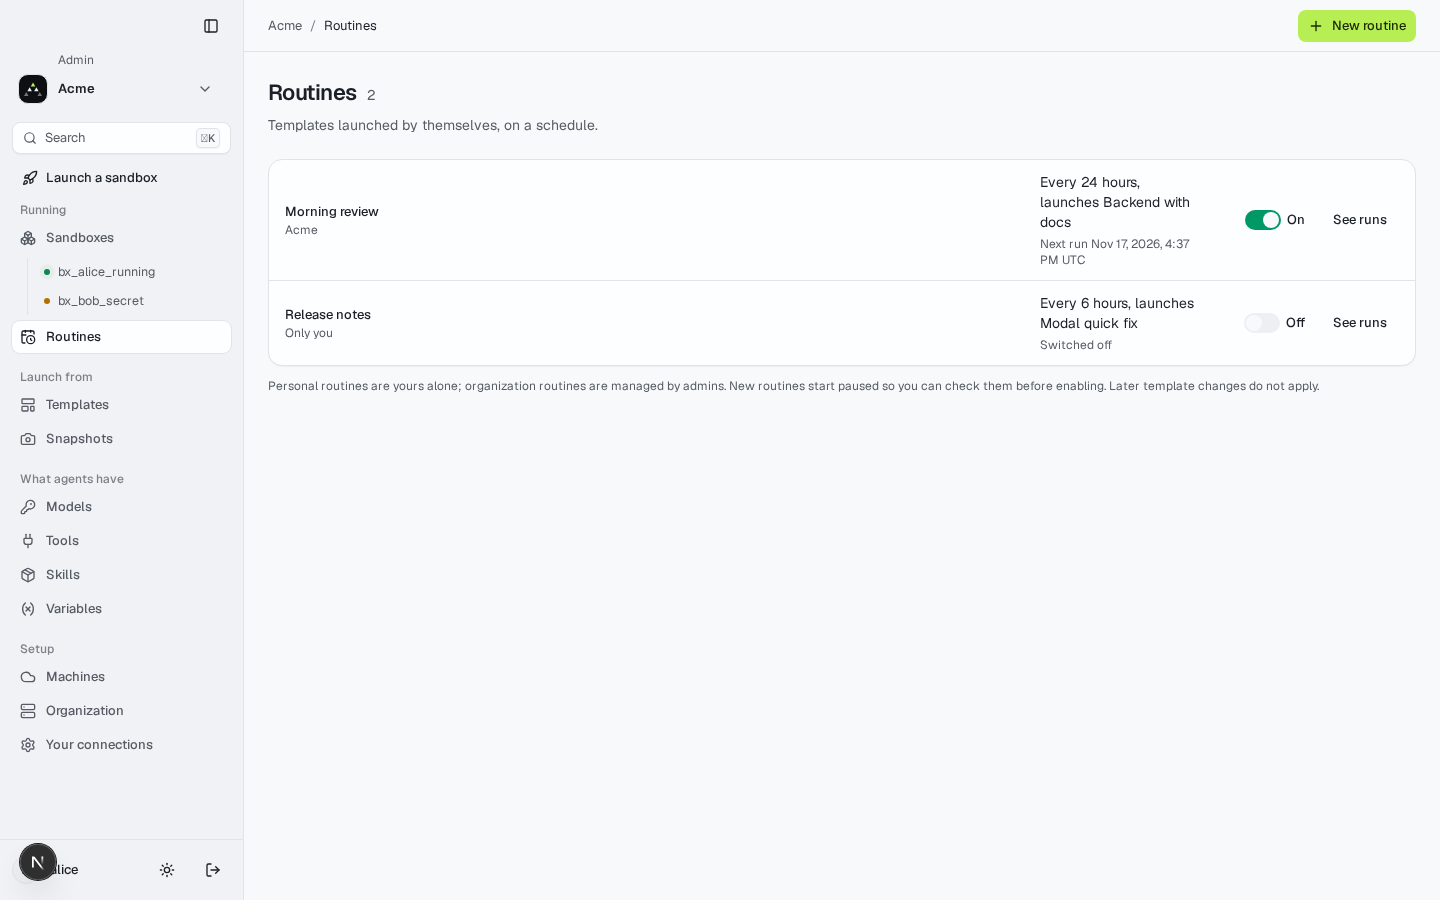 Admin
Acme
Search
K
Launch a sandbox
Running
Sandboxes
bx_alice_running
bx_bob_secret
Routines
Launch from
Templates
Snapshots
What agents have
Models
Tools
Skills
Variables
Setup
Machines
Organization
Your connections
N
alice
Acme / Routines
New routine
Routines 2
Templates launched by themselves, on a schedule.
Morning review
Acme
Every 24 hours,
launches Backend with
docs
Next run Nov 17, 2026, 4:37
PM UTC
On
See runs
Release notes
Only you
Every 6 hours, launches
Modal quick fix
Switched off
Off
See runs
Personal routines are yours alone; organization routines are managed by admins. New routines start paused so you can check them before enabling. Later template changes do not apply.